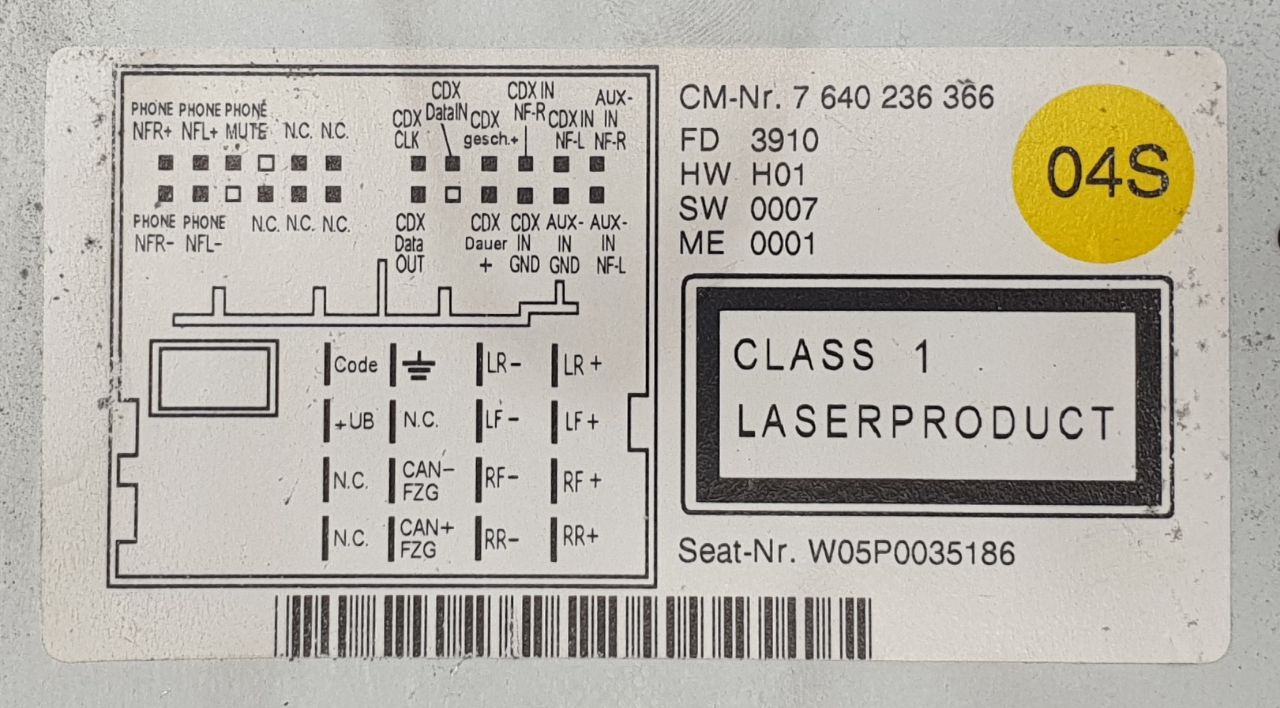 PHONE PHONE PHONE
NFR+ NFL+ MUTE N.C. N.C.
CDX
DataIN
CDX IN
NF-R
AUX-
IN
NF-R
CDX
CLK
CDX
gesch.+
CDX IN
NF-L
PHONE PHONE
NFR- NFL-
N.C. N.C. N.C.
CDX
Data
OUT
CDX
Dauer
+
CDX
IN
GND
AUX-
IN
GND
AUX-
IN
NF-L
Code LR- LR+
+UB N.C. LF- LF+
N.C. CAN-
FZG RF- RF+
N.C. CAN+
FZG RR- RR+
CM-Nr. 7 640 236 366
FD 3910
HW H01
SW 0007
ME 0001
04S
CLASS 1
LASERPRODUCT
Seat-Nr. W05P0035186